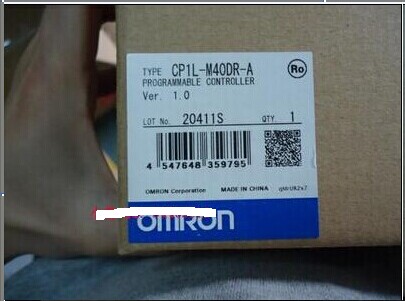 TYPE CP1L-M40DR-A
PROGRAMMABLE CONTROLLER
Ver. 1.0
LOT No. 20411S QTY. 1
4 547648 359795
OMRON Corporation MADE IN CHINA
OMRON
Ro